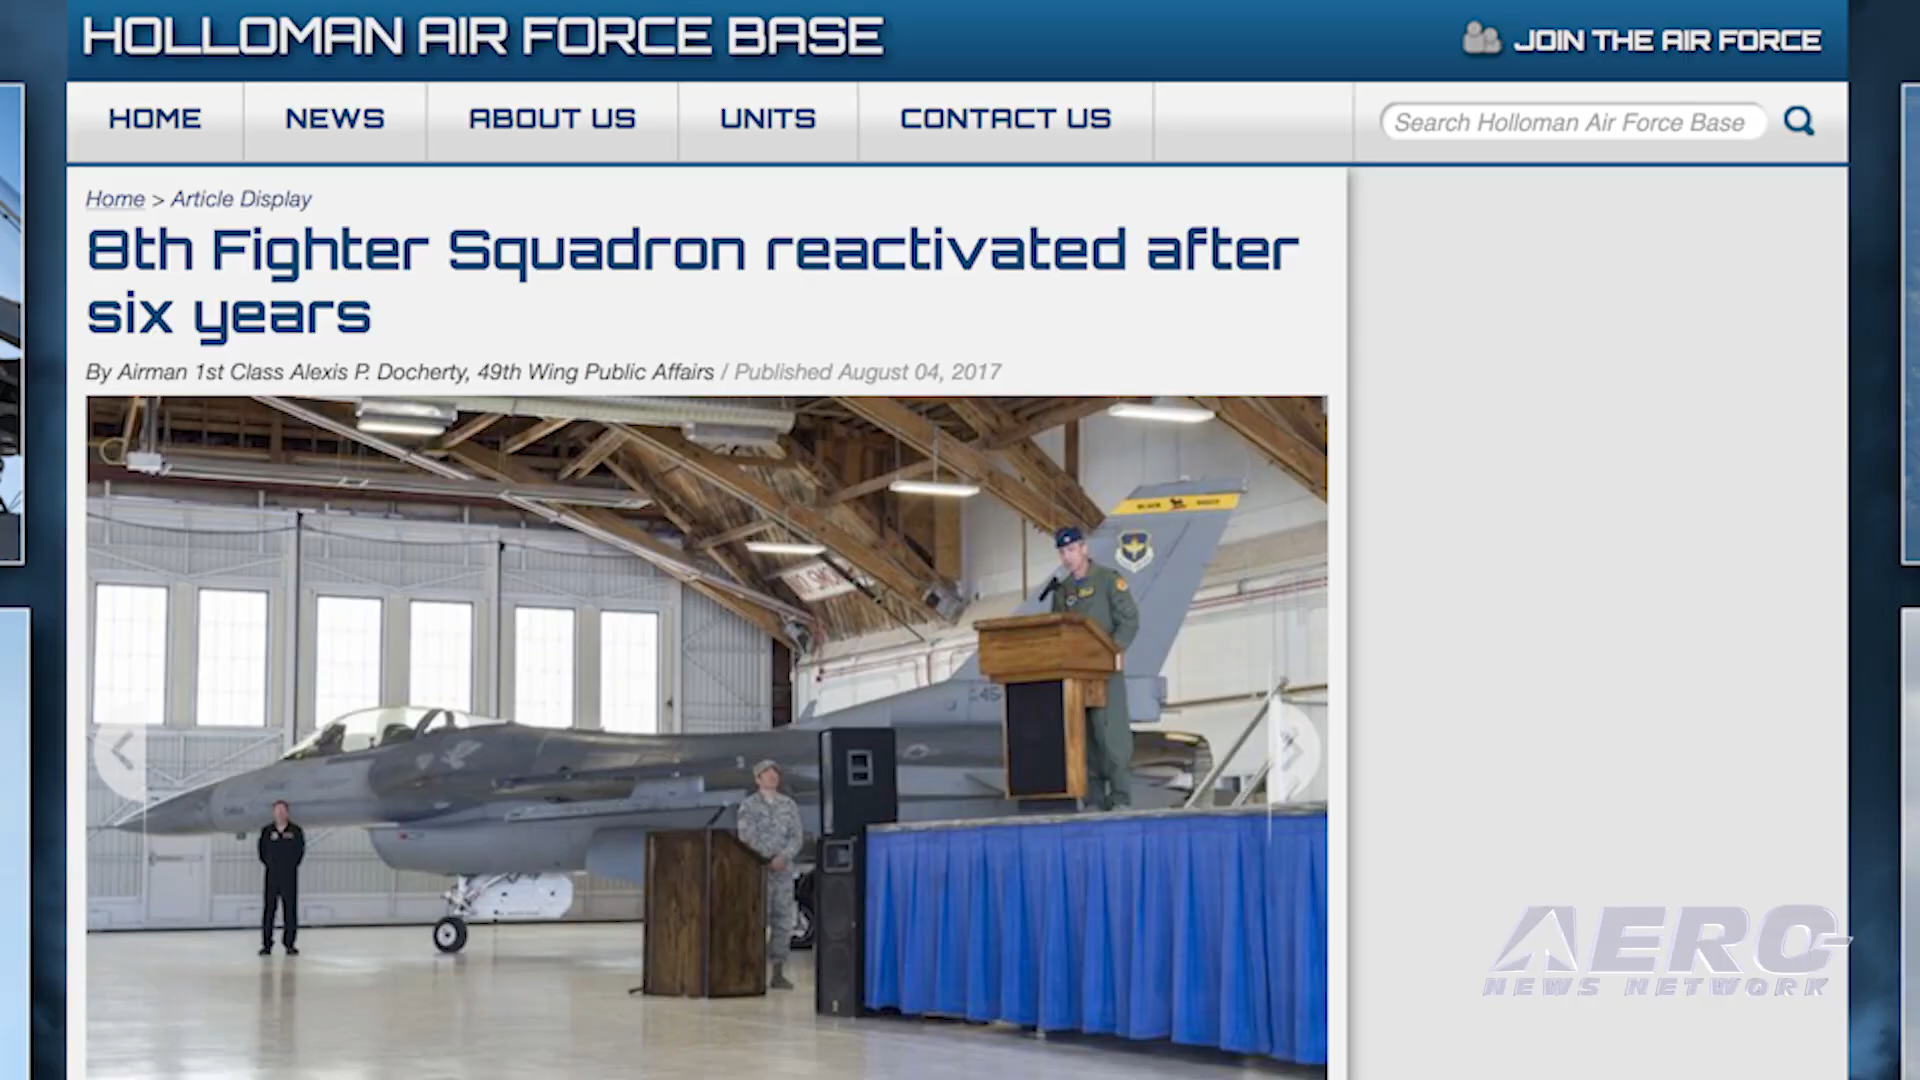 HOLLOMAN AIR FORCE BASE
JOIN THE AIR FORCE
HOME
NEWS
ABOUT US
UNITS
CONTACT US
Search Holloman Air Force Base
Home > Article Display
8th Fighter Squadron reactivated after
six years
By Airman 1st Class Alexis P. Docherty, 49th Wing Public Affairs / Published August 04, 2017
AERO
NEWS NETWORK